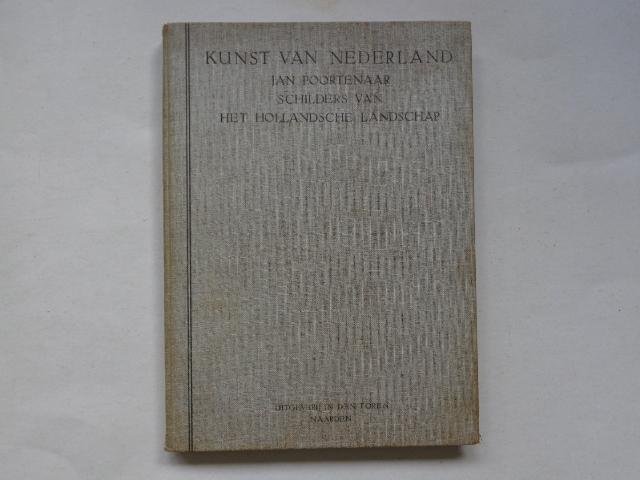 KUNST VAN NEDERLAND
JAN POORTENAAR
SCHILDERS VAN
HET HOLLANDSCHE LANDSCHAP
UITGEVERIJ IN DEN TOREN
NAARDEN